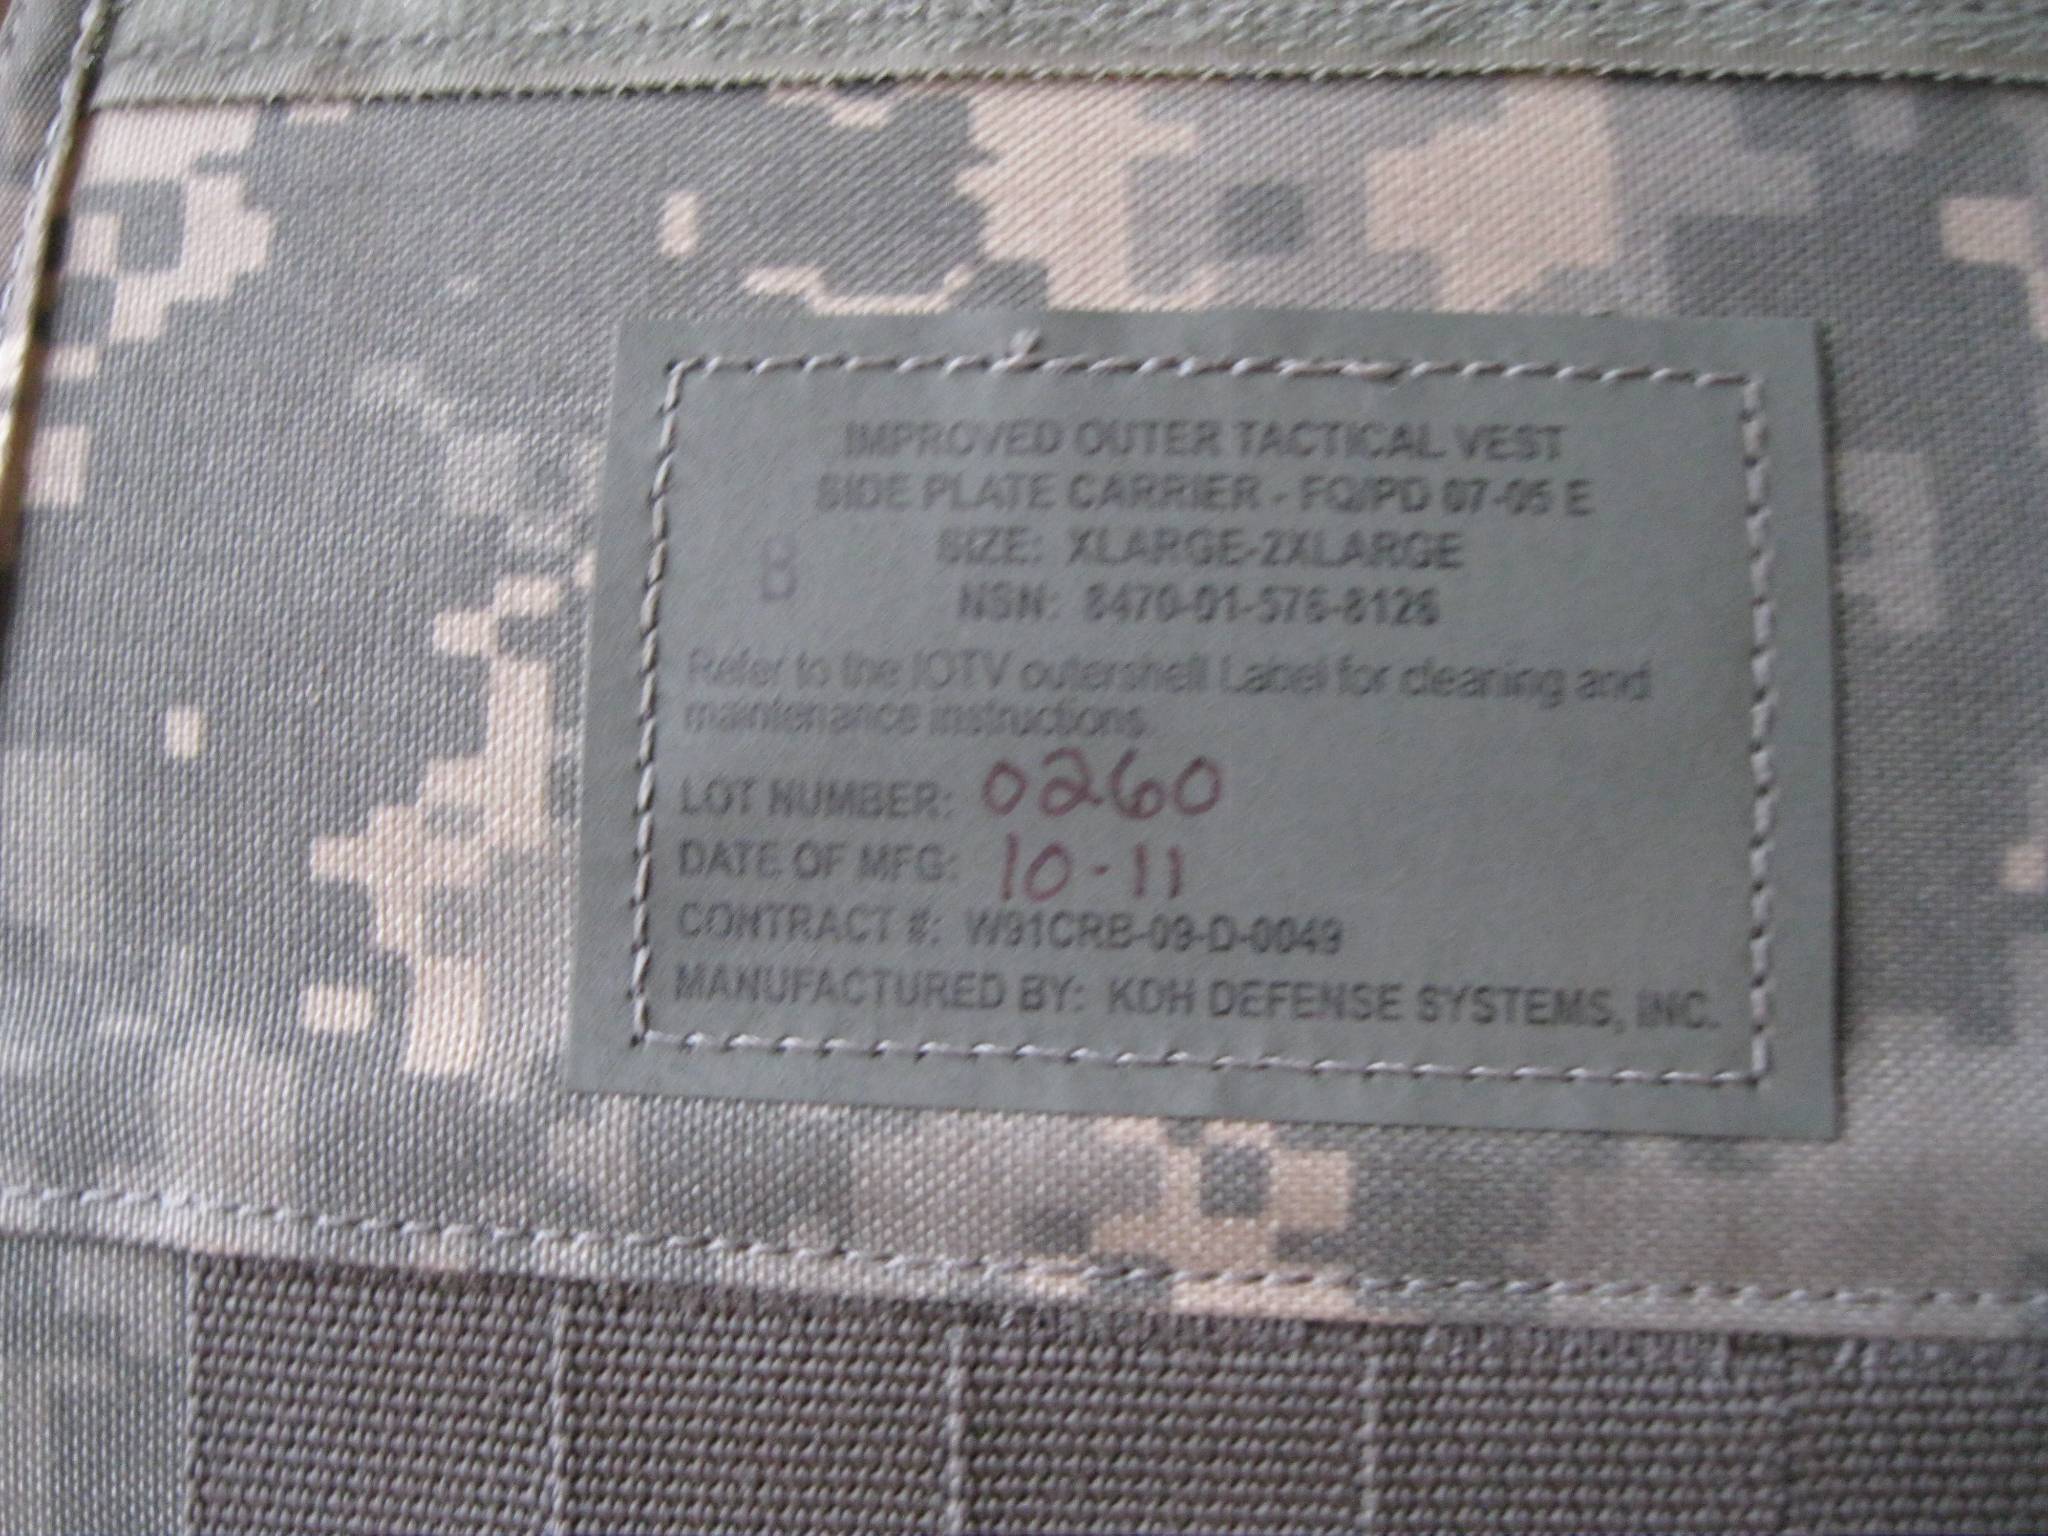 IMPROVED OUTER TACTICAL VEST
SIDE PLATE CARRIER - FQ/PD 07-05 E
SIZE: XLARGE-2XLARGE
B
NSN: 8470-01-576-8126
Refer to the IOTV outershell Label for cleaning and
maintenance instructions.
LOT NUMBER: 0260
DATE OF MFG: 10-11
CONTRACT #: W91CRB-09-D-0049
MANUFACTURED BY: KDH DEFENSE SYSTEMS, INC.